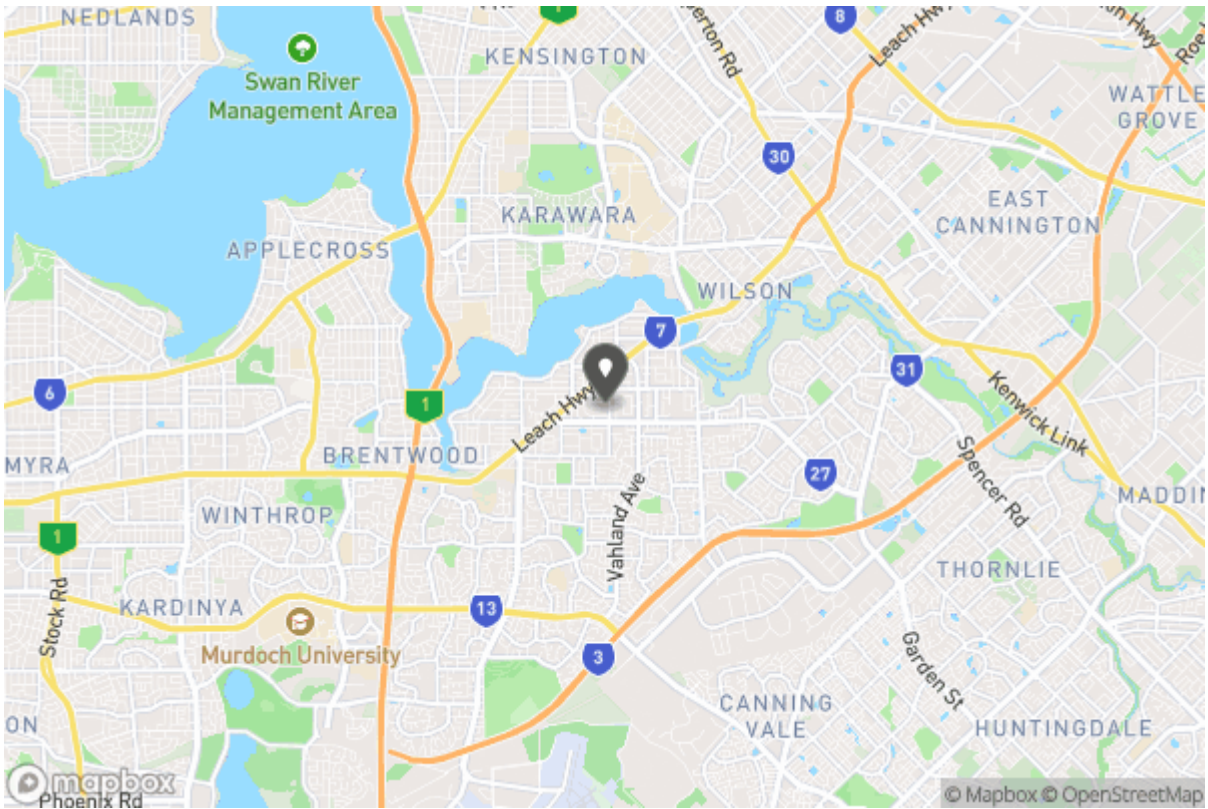 NEDLANDS
1
8
Leach Hwy
Hwy
Roe
Swan River
Management Area
KENSINGTON
Rd
WATTLE
GROVE
30
KARAWARA
EAST
CANNINGTON
APPLECROSS
WILSON
7
6
1
31
Leach Hwy
Kenwick Link
MYRA
BRENTWOOD
27
Spencer Rd
MADDIN
WINTHROP
1
Vahland Ave
THORNLIE
Stock Rd
KARDINYA
13
Murdoch University
3
Garden St
CANNING
VALE
HUNTINGDALE
ON
mapbox
Phoenix Rd
© Mapbox © OpenStreetMap